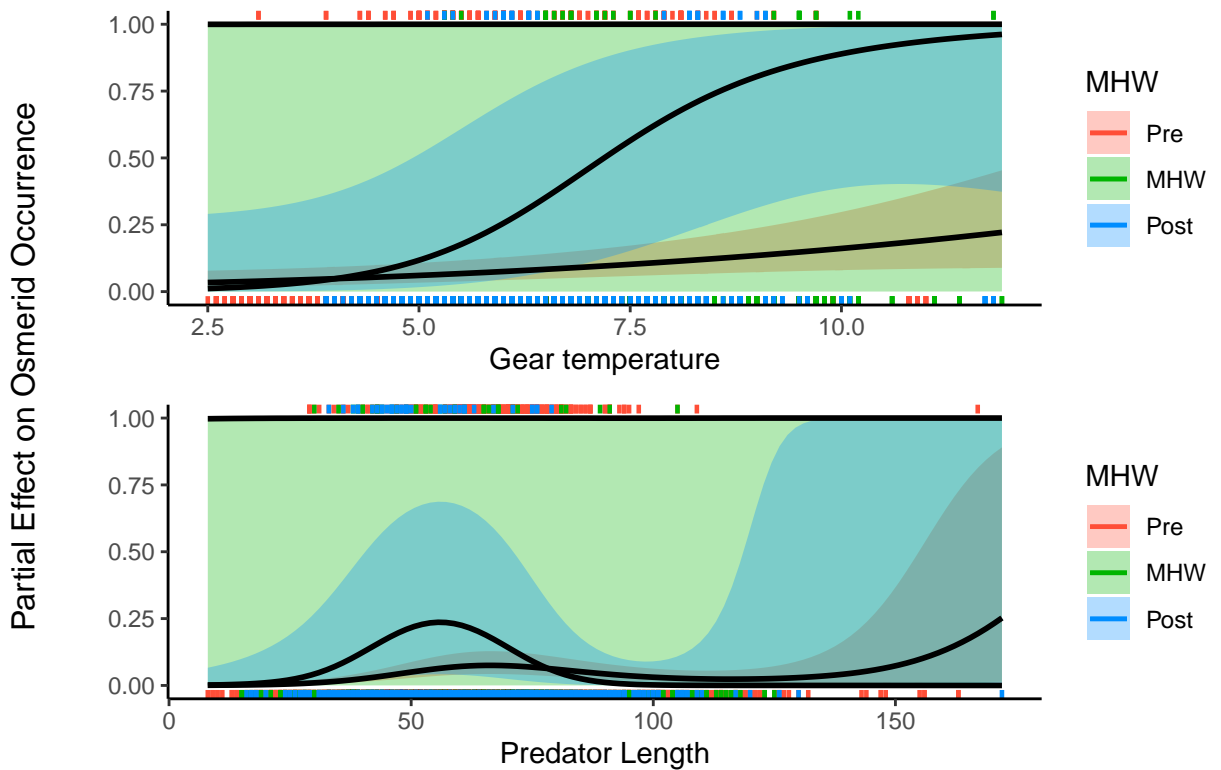 Partial Effect on Osmerid Occurrence
1.00
0.75
0.50
0.25
0.00
2.5
5.0
7.5
10.0
Gear temperature
MHW
Pre
MHW
Post
1.00
0.75
0.50
0.25
0.00
0
50
100
150
Predator Length
MHW
Pre
MHW
Post